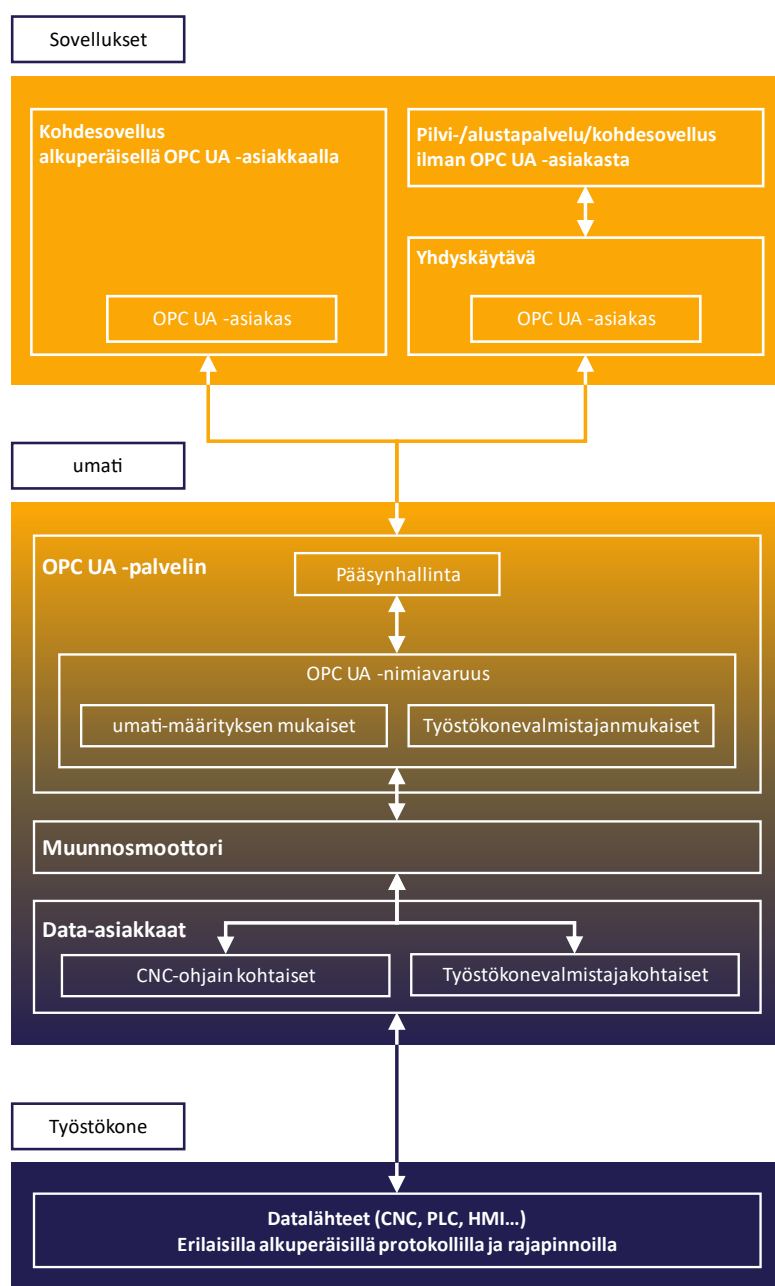 Sovellukset
Kohdesovellus
alkuperäisellä OPC UA -asiakkaalla
OPC UA -asiakas
Pilvi-/alustapalvelu/kohdesovellus
ilman OPC UA -asiakasta
Yhdyskäytävä
OPC UA -asiakas
umati
OPC UA -palvelin
Pääsynhallinta
OPC UA -nimiavaruus
umati-määrityksen mukaiset
Työstökonevalmistajanmukaiset
Muunnosmoottori
Data-asiakkaat
CNC-ohjain kohtaiset
Työstökonevalmistajakohtaiset
Työstökone
Datalähteet (CNC, PLC, HMI...)
Erilaisilla alkuperäisillä protokollilla ja rajapinnoilla